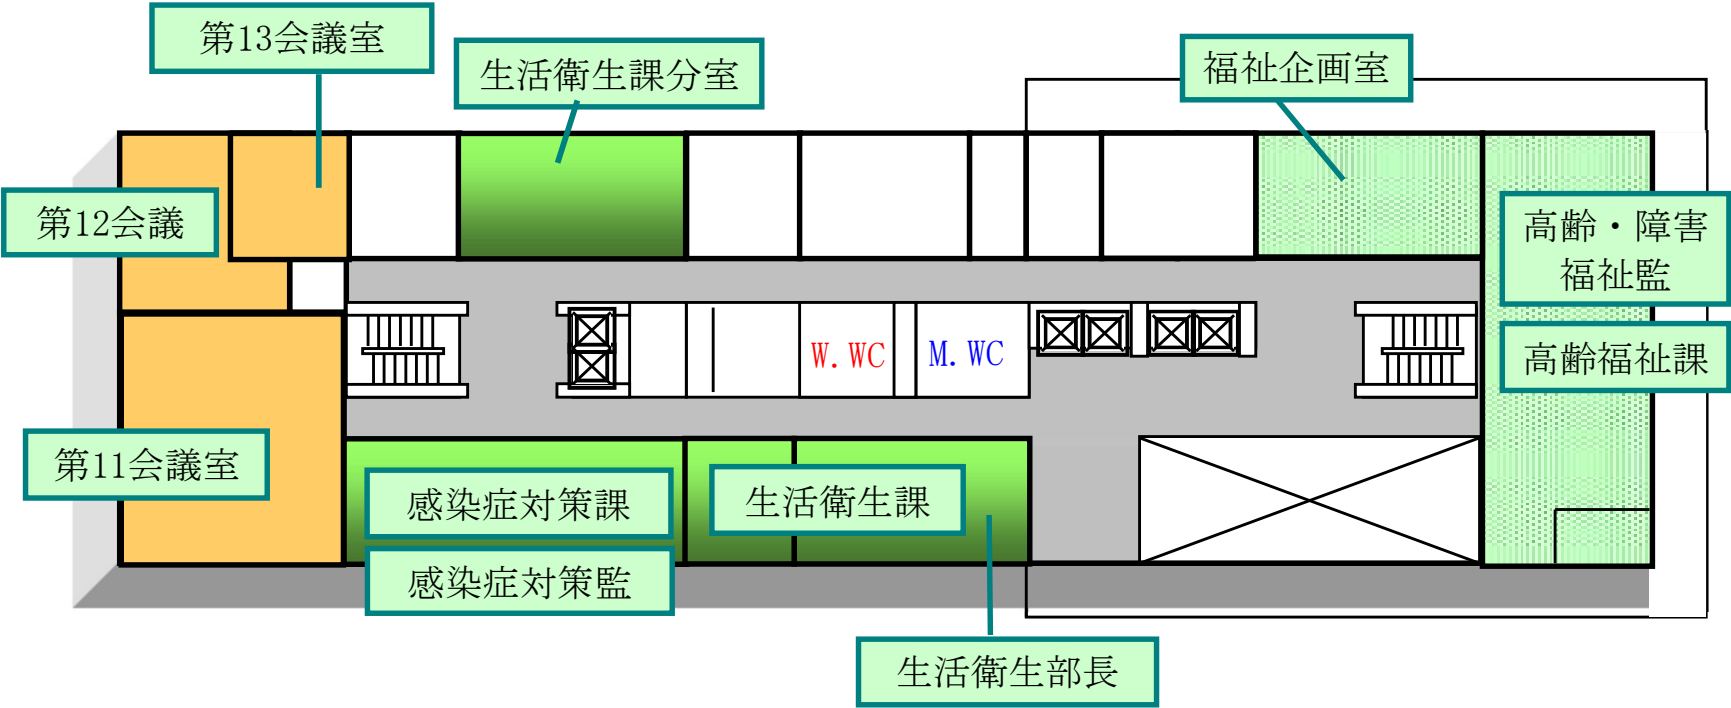 第13会議室
生活衛生課分室
福祉企画室
第12会議
高齢・障害
福祉監
W.WC
M.WC
高齢福祉課
第11会議室
感染症対策課
生活衛生課
感染症対策監
生活衛生部長